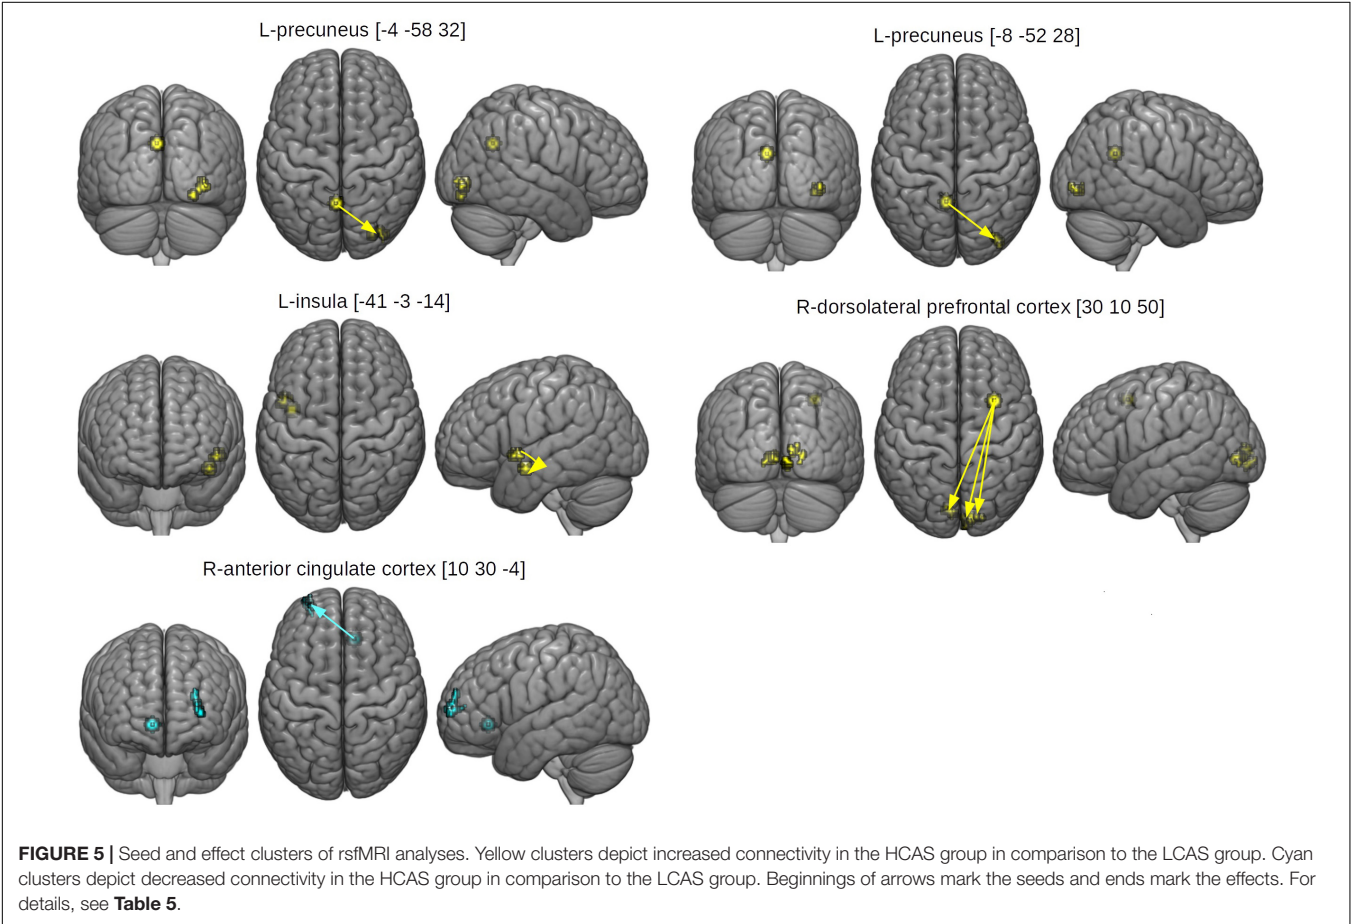 L-precuneus [-4 -58 32]
L-precuneus [-8 -52 28]
L-insula [-41 -3 -14]
R-dorsolateral prefrontal cortex [30 10 50]
R-anterior cingulate cortex [10 30 -4]
FIGURE 5 | Seed and effect clusters of rsfMRI analyses. Yellow clusters depict increased connectivity in the HCAS group in comparison to the LCAS group. Cyan
clusters depict decreased connectivity in the HCAS group in comparison to the LCAS group. Beginnings of arrows mark the seeds and ends mark the effects. For
details, see Table 5.